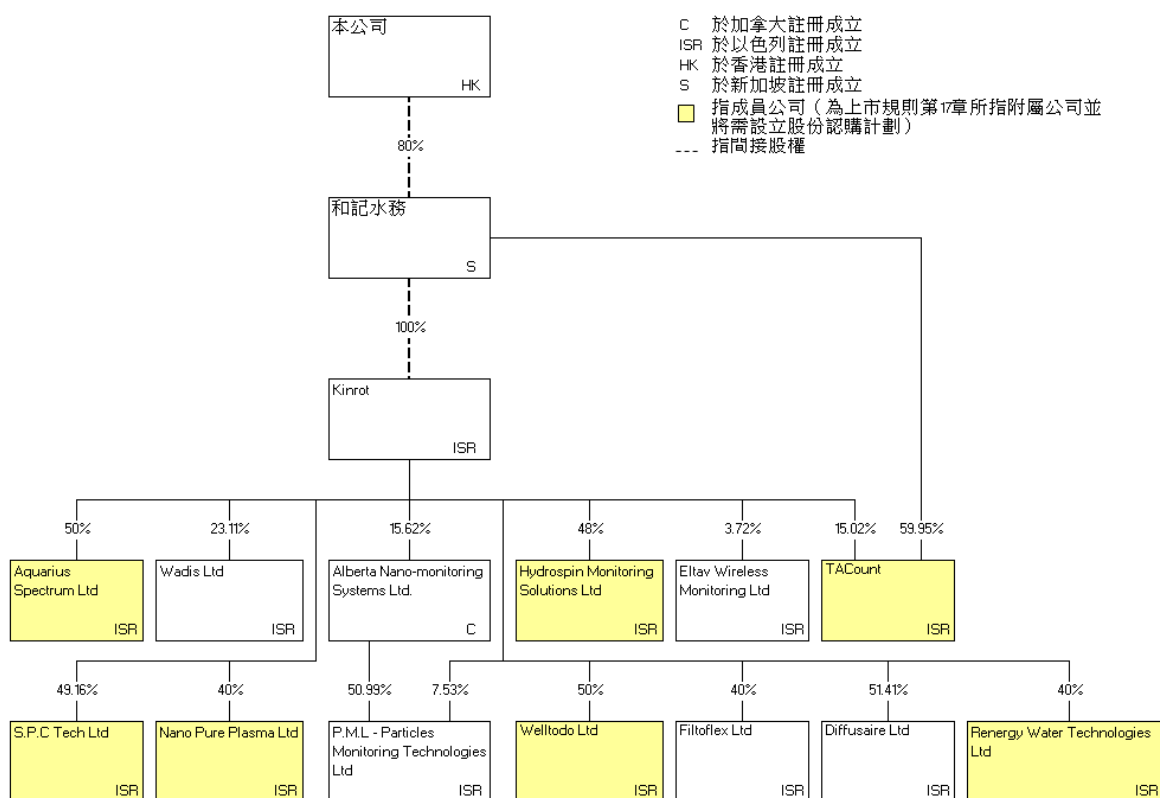 本公司
HK
C 於加拿大註冊成立
ISR 於以色列註冊成立
HK 於香港註冊成立
S 於新加坡註冊成立
指成員公司（為上市規則第17章所指附屬公司並
將需設立股份認購計劃）
--- 指間接股權
80%
和記水務
S
100%
Kinrot
ISR
50%
23.11%
15.62%
48%
3.72%
15.02%
59.95%
Aquarius
Spectrum Ltd
ISR
Wadis Ltd
ISR
Alberta Nano-monitoring
Systems Ltd.
C
Hydrospin Monitoring
Solutions Ltd
ISR
Eltav Wireless
Monitoring Ltd
ISR
TACount
ISR
49.16%
40%
50.99%
7.53%
50%
40%
51.41%
40%
S.P.C Tech Ltd
ISR
Nano Pure Plasma Ltd
ISR
P.M.L - Particles
Monitoring Technologies
Ltd
ISR
Welltodo Ltd
ISR
Filtoflex Ltd
ISR
Diffusaire Ltd
ISR
Renergy Water Technologies
Ltd
ISR